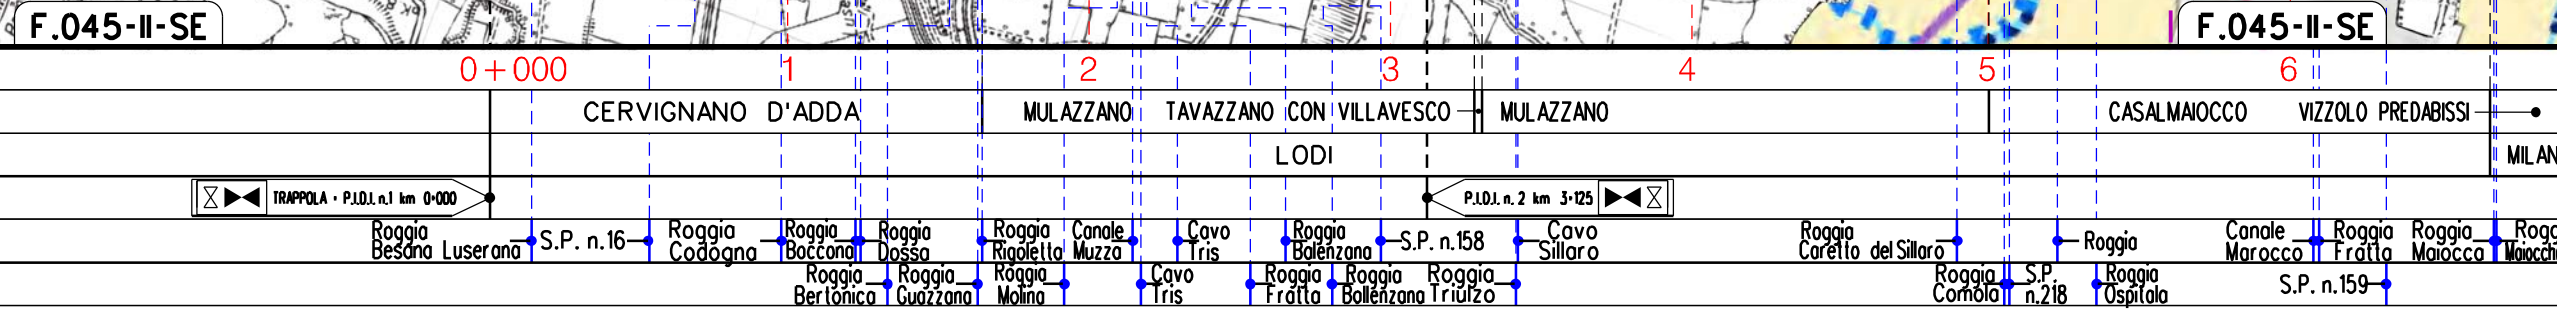 F.045-II-SE F.045-II-SE
0+000 1 2 3 4 5 6
CERVIGNANO D'ADDA MULAZZANO TAVAZZANO CON VILLAVESCO MULAZZANO CASALMAIOCCO VIZZOLO PREDABISSI
LODI MILAN
TRAPPOLA - P.I.D.I. n.1 km 0+000 P.I.D.I. n. 2 km 3+125
Roggia
Besana Luserana
S.P. n.16
Roggia
Codogna
Roggia
Boccona
Roggia
Dossa
Roggia
Rigoletta
Canale
Muzza
Cavo
Tris
Roggia
Balenzana
S.P. n.158
Cavo
Sillaro
Roggia
Caretto del Sillaro
Roggia
Canale
Marocco
Roggia
Fratta
Roggia
Maiocca
Rogg
Maiocch
Roggia
Bertonica
Roggia
Guazzana
Roggia
Molina
Cavo
Tris
Roggia
Fratta
Roggia
Bollenzana
Roggia
Triulzo
Roggia
Comola
S.P.
n.218
Roggia
Ospitala
S.P. n.159